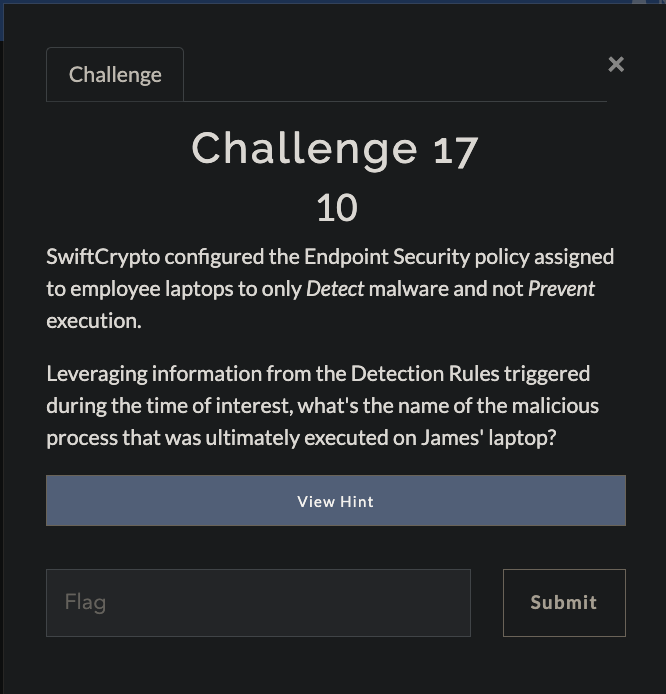 Challenge
×
Challenge 17
10
SwiftCrypto configured the Endpoint Security policy assigned
to employee laptops to only Detect malware and not Prevent
execution.
Leveraging information from the Detection Rules triggered
during the time of interest, what's the name of the malicious
process that was ultimately executed on James' laptop?
View Hint
Flag
Submit